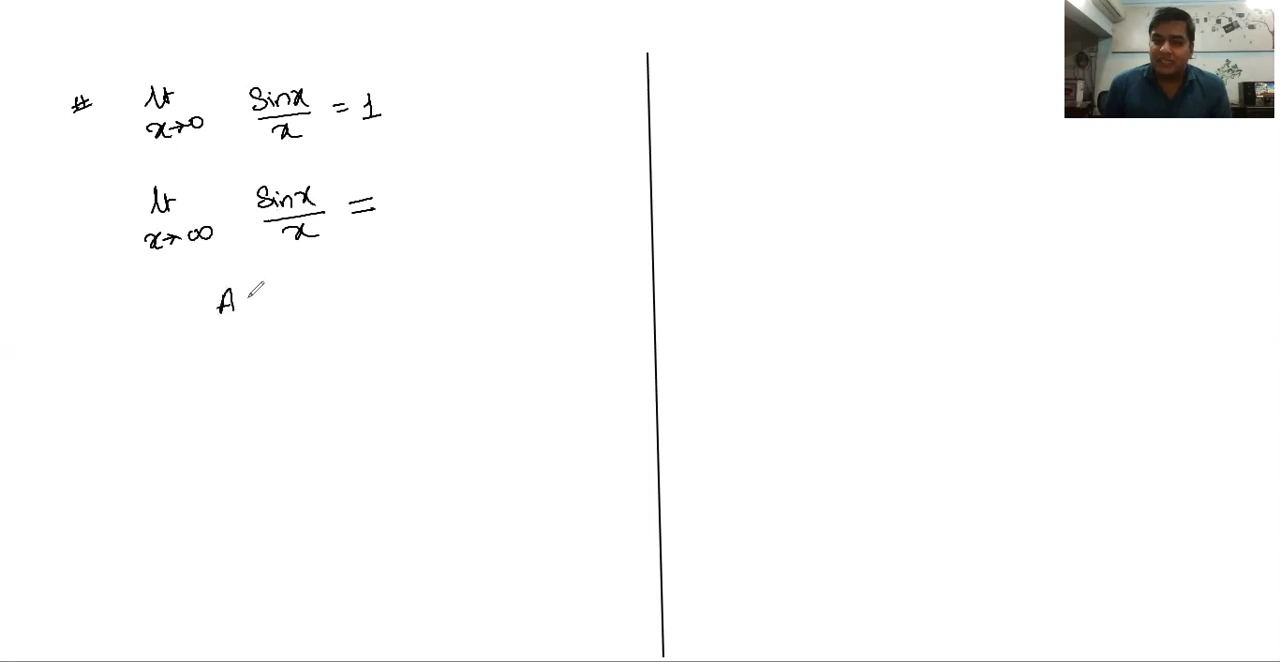 # lt x→0 sinx/x = 1
lt x→∞ sinx/x =
A